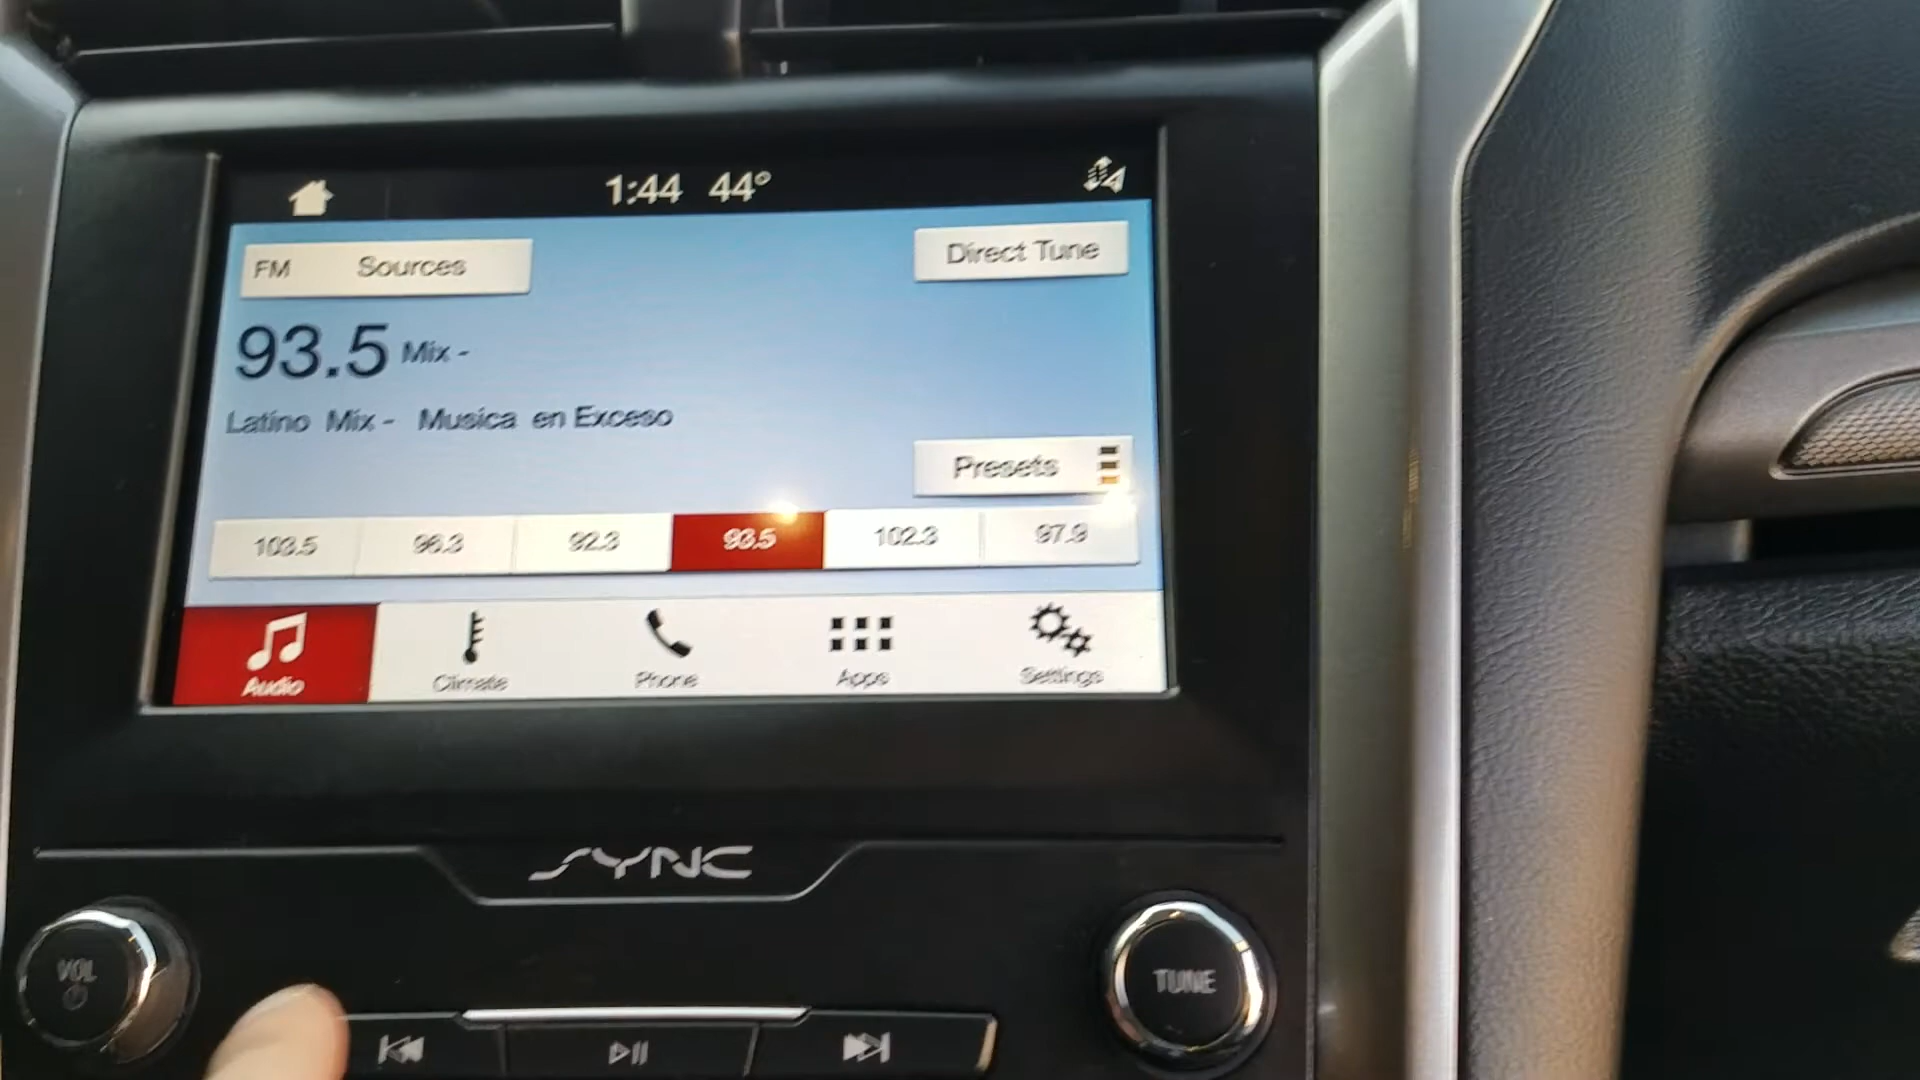 1:44 44°
FM Sources
Direct Tune
93.5 Mix -
Latino Mix - Musica en Exceso
Presets
103.5 96.3 92.3 93.5 102.3 97.9
Audio Climate Phone Apps Settings
SYNC
VOL
TUNE